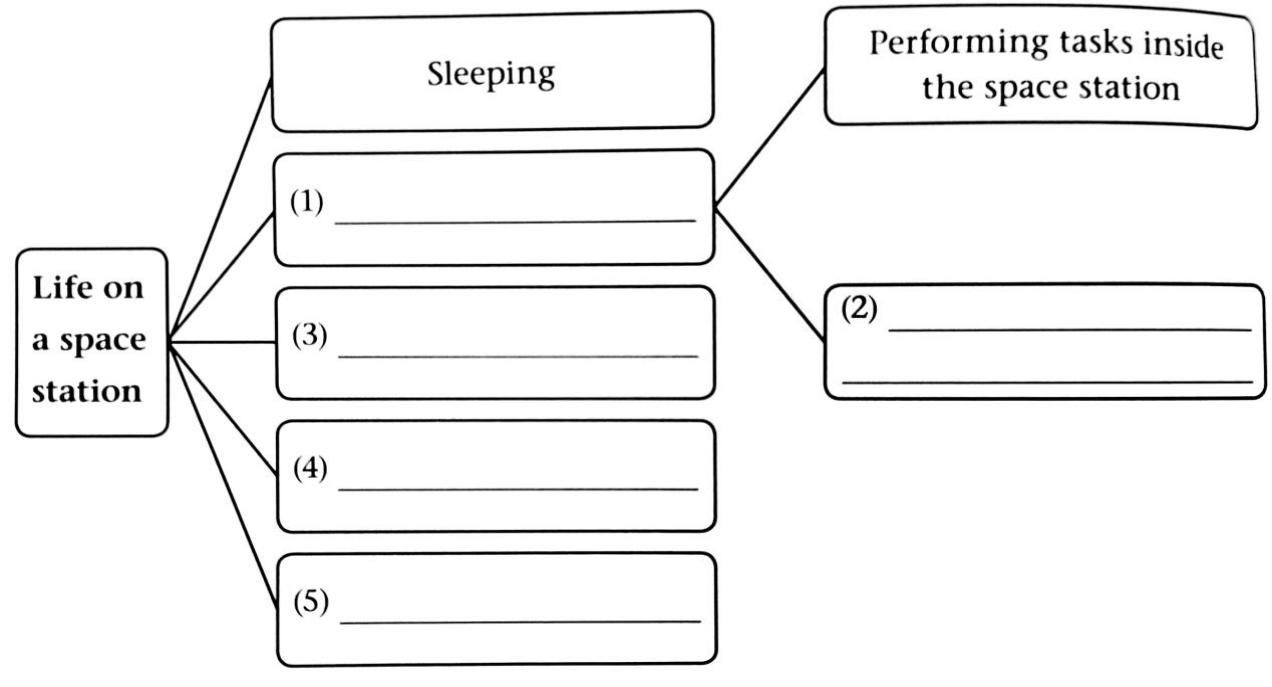 Sleeping
Performing tasks inside
the space station
(1)
Life on
a space
station
(2)
(3)
(4)
(5)